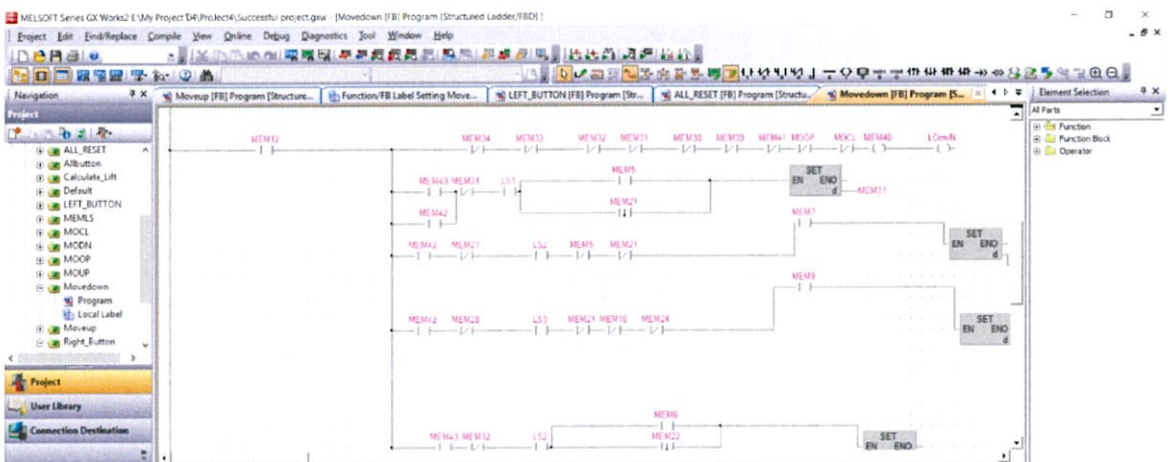 MELSOFT Series GX Works2 E:\My Project D4\ProJect4\Successful project.gxw - [Movedown [FB] Program [Structured Ladder/FBD] ]
Project Edit Find/Replace Compile View Online Debug Diagnostics Tool Window Help
Navigation
Moveup [FB] Program [Structure...
Function/FB Label Setting Move...
LEFT_BUTTON [FB] Program [Str...
ALL_RESET [FB] Program [Structu...
Movedown [FB] Program [S...
Element Selection
Project
All Parts
Function
Function Block
Operator
ALL_RESET
Allbutton
Calculate_Lift
Default
LEFT_BUTTON
MEMLS
MOCL
MODN
MOOP
MOUP
Movedown
Program
Local Label
Moveup
Right_Button
Project
User Library
Connection Destination
MEM12 MEM34 MEM33 MEM32 MEM31 MEM30 MEM39 MEM41 MOOP MOCL MEM40 LDowN
MEM43 MEM31 LS1 MEM5 SET
EN ENO
d MEM31
MEM42 MEM21
MEM7
MEM42 MEM27 LS2 MEM5 MEM21 SET
EN ENO
d
MEM9
MEM42 MEM28 LS3 MEM21 MEM10 MEM24 SET
EN ENO
d
MEM6
MEM43 MEM32 LS2 MEM22 SET
EN ENO